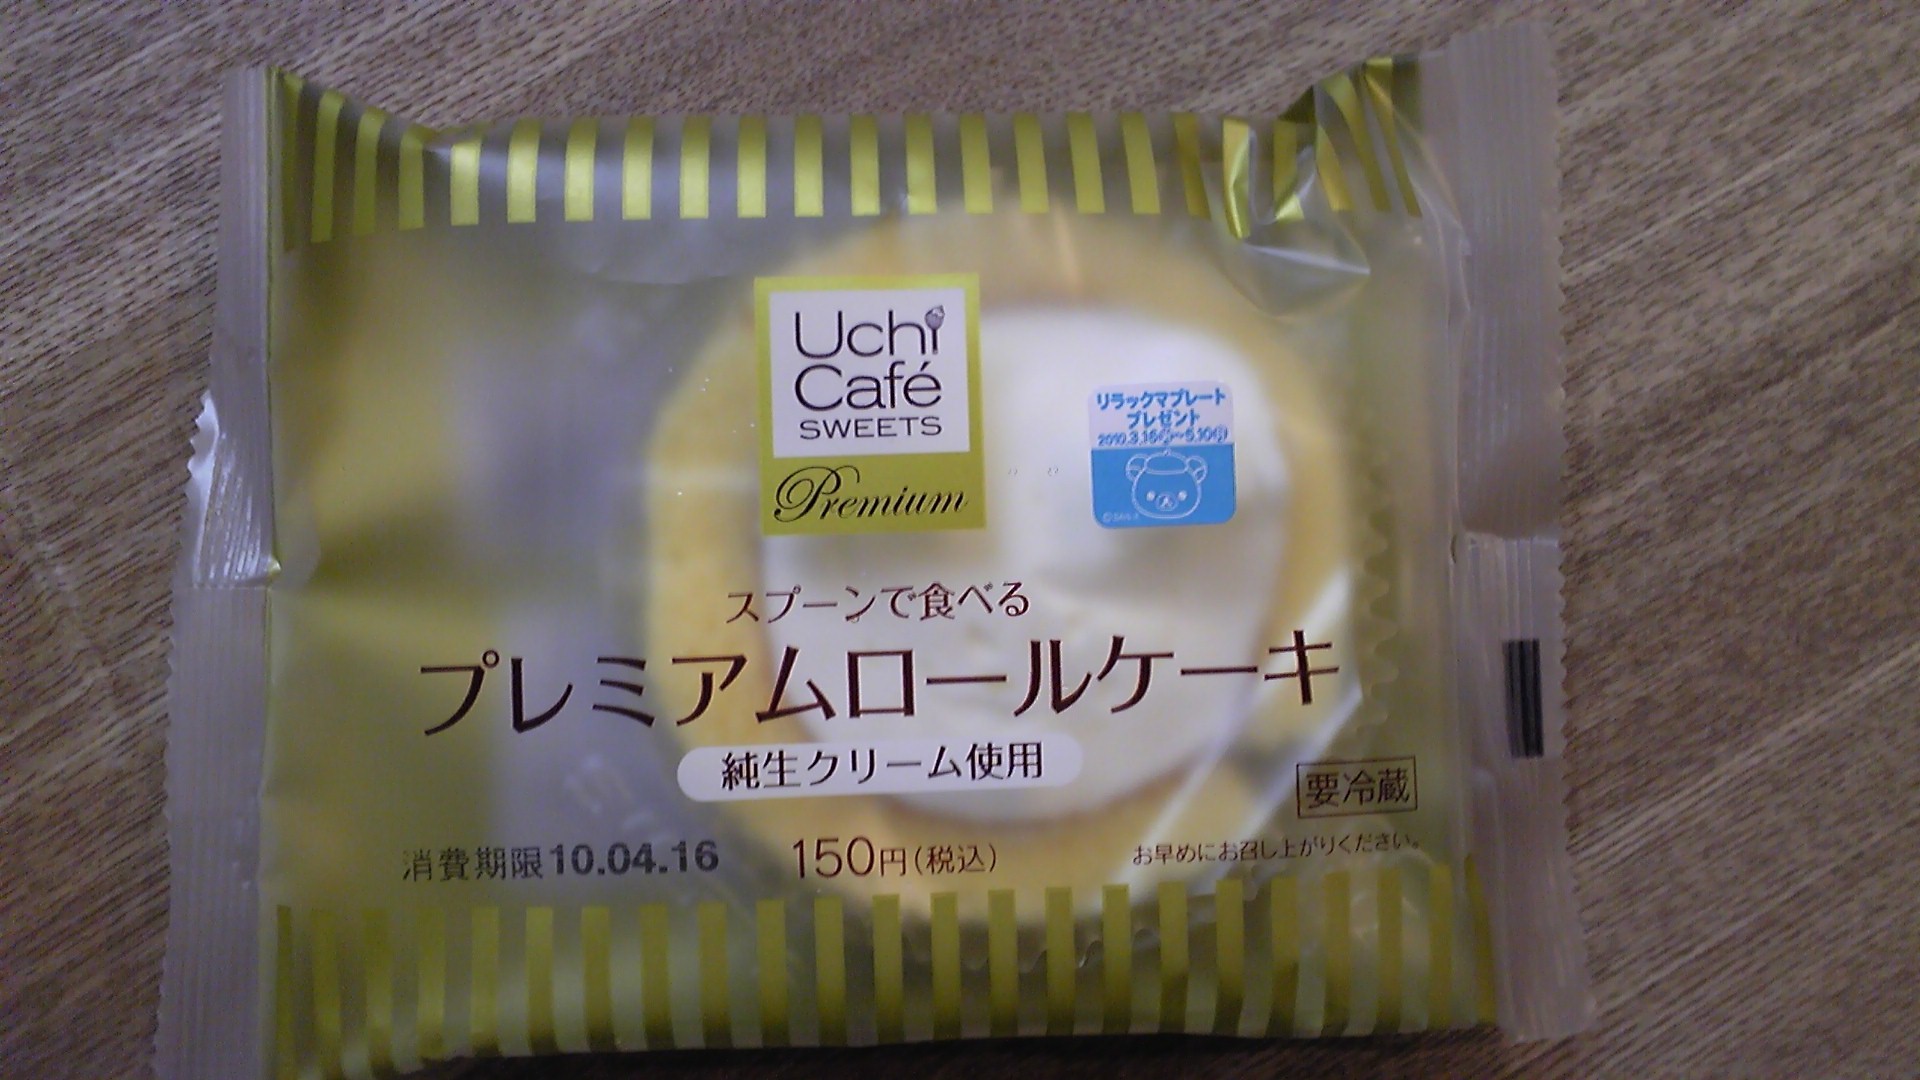 Uchi
Café
SWEETS
Premium
リラックマプレート
プレゼント
スプーンで食べる
プレミアムロールケーキ
純生クリーム使用
要冷蔵
消費期限10.04.16
150円(税込)
お早めにお召し上がりください。